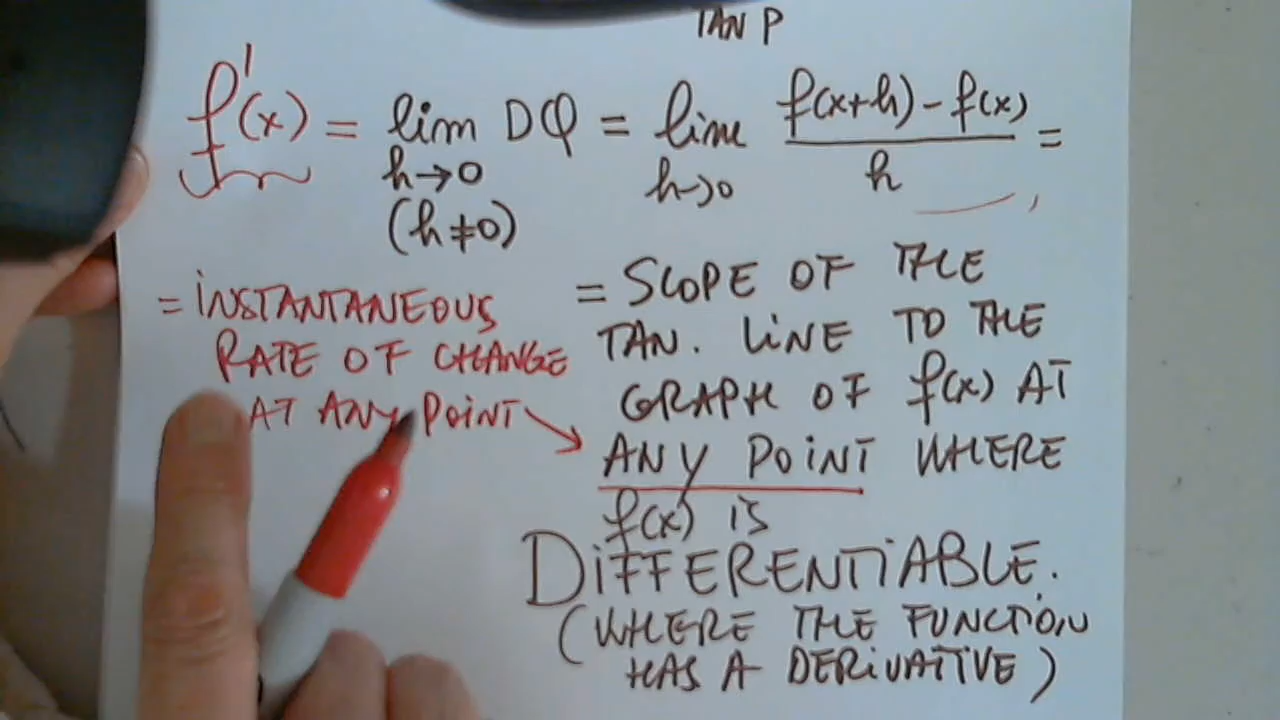 TAN P
f'(x) = lim DQ = lim f(x+h) - f(x) =
h→0 h→0 h
(h≠0)
= INSTANTANEOUS
RATE OF CHANGE
AT ANY POINT
= SLOPE OF THE
TAN. LINE TO THE
GRAPH OF f(x) AT
ANY POINT WHERE
f(x) IS
DIFFERENTIABLE.
(WHERE THE FUNCTION
HAS A DERIVATIVE)